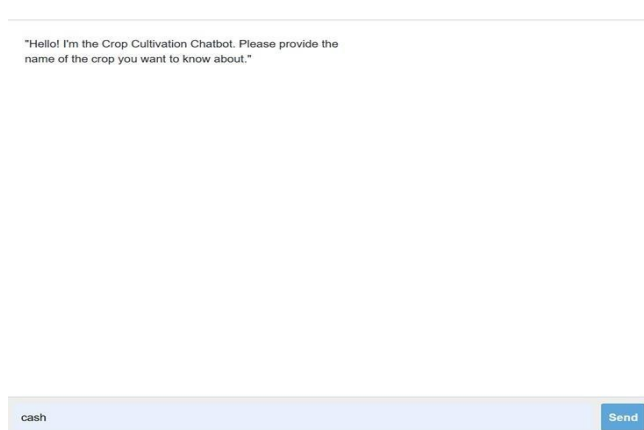 "Hello! I'm the Crop Cultivation Chatbot. Please provide the
name of the crop you want to know about."
cash
Send